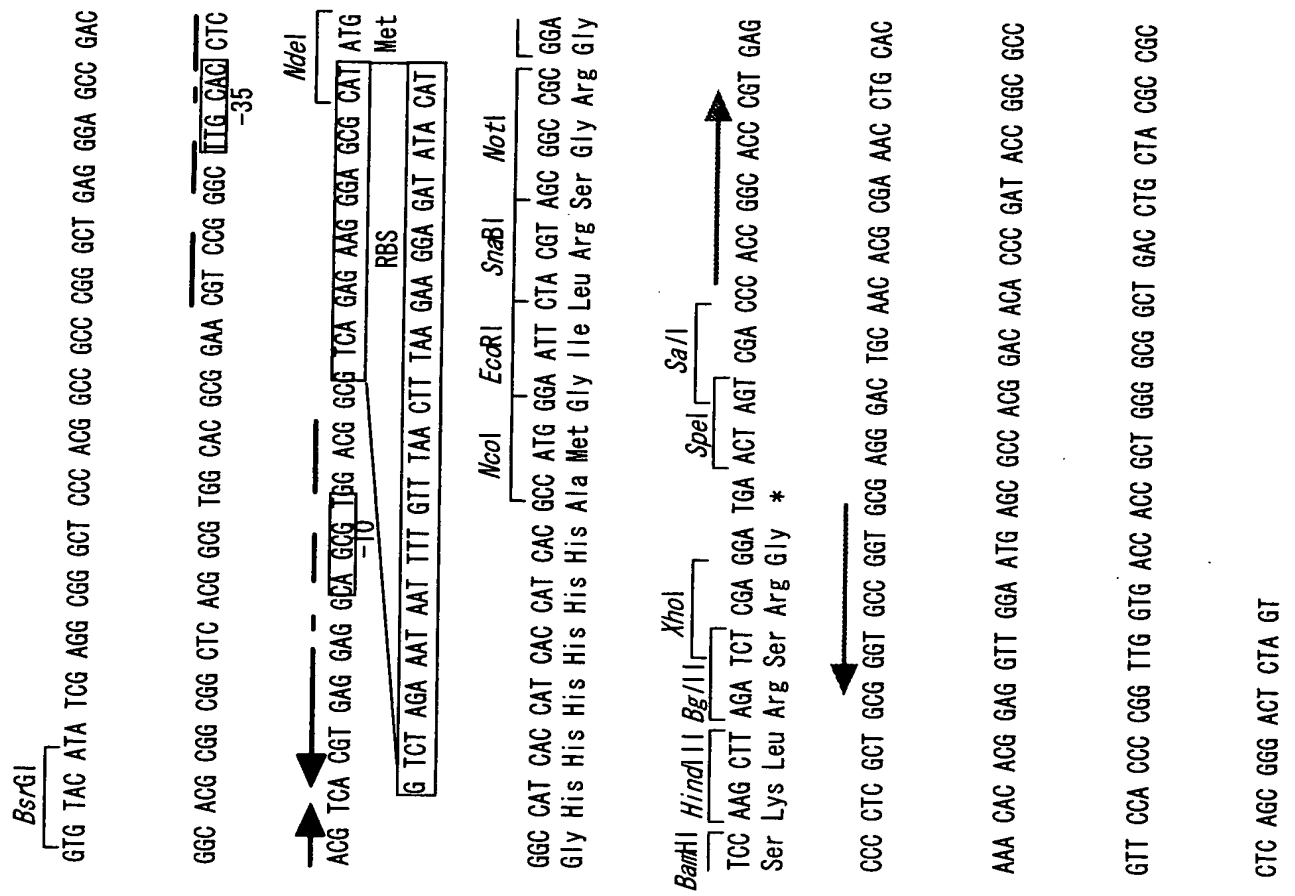 BsrGI
GTG TAC ATA TCG AGG CGG GCT CCC ACG GCC GCC CGG GCT GAG GGA GCC GAC
GGC ACG CGG CGG CTC ACG GCG TGG CAC GCG GAA CGT CCG GGC TTG CAC CTC
-35
NdeI
ACG TCA CGT GAG GAG GCA GCG TGG ACG GCG TCA GAG AAG GGA GCG CAT ATG
-10
RBS
Met
G TCT AGA AAT AAT TTT GTT TAA CTT TAA GAA GGA GAT ATA CAT
NcoI EcoRI SnaBI NotI
GGC CAT CAC CAT CAC CAT CAC GCC ATG GGA ATT CTA CGT AGC GGC CGC GGA
Gly His His His His His His Ala Met Gly Ile Leu Arg Ser Gly Arg Gly
BamHI HindIII BglII XhoI SpeI SalI
TCC AAG CTT AGA TCT CGA GGA TGA ACT AGT CGA CCC ACC GGC ACC CGT GAG
Ser Lys Leu Arg Ser Arg Gly *
CCC CTC GCT GCG GGT GCC GGT GCG AGG GAC TGC AAC ACG CGA AAC CTG CAC
AAA CAC ACG GAG GTT GGA ATG AGC GCC ACG GAC ACA CCC GAT ACC GGC GCC
GTT CCA CCC CGG TTG GTG ACC ACC GCT GGG GCG GCT GAC CTG CTA CGC CGC
CTC AGC GGG ACT CTA GT